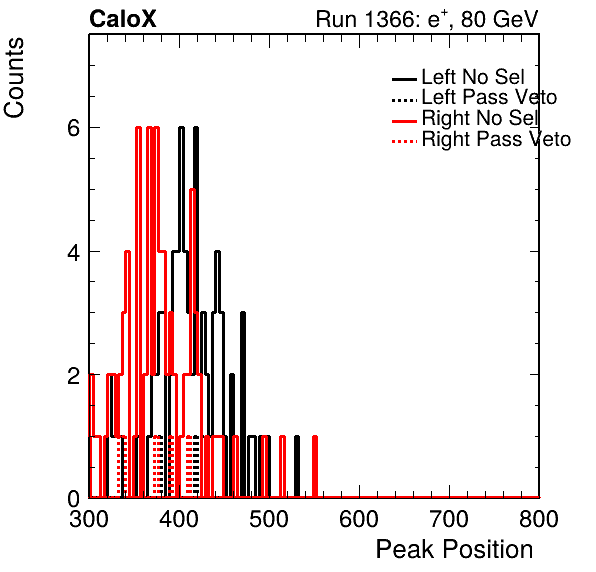 CaloX Run 1366: e⁺, 80 GeV
Counts
Left No Sel
Left Pass Veto
Right No Sel
Right Pass Veto
6
4
2
0
300 400 500 600 700 800
Peak Position